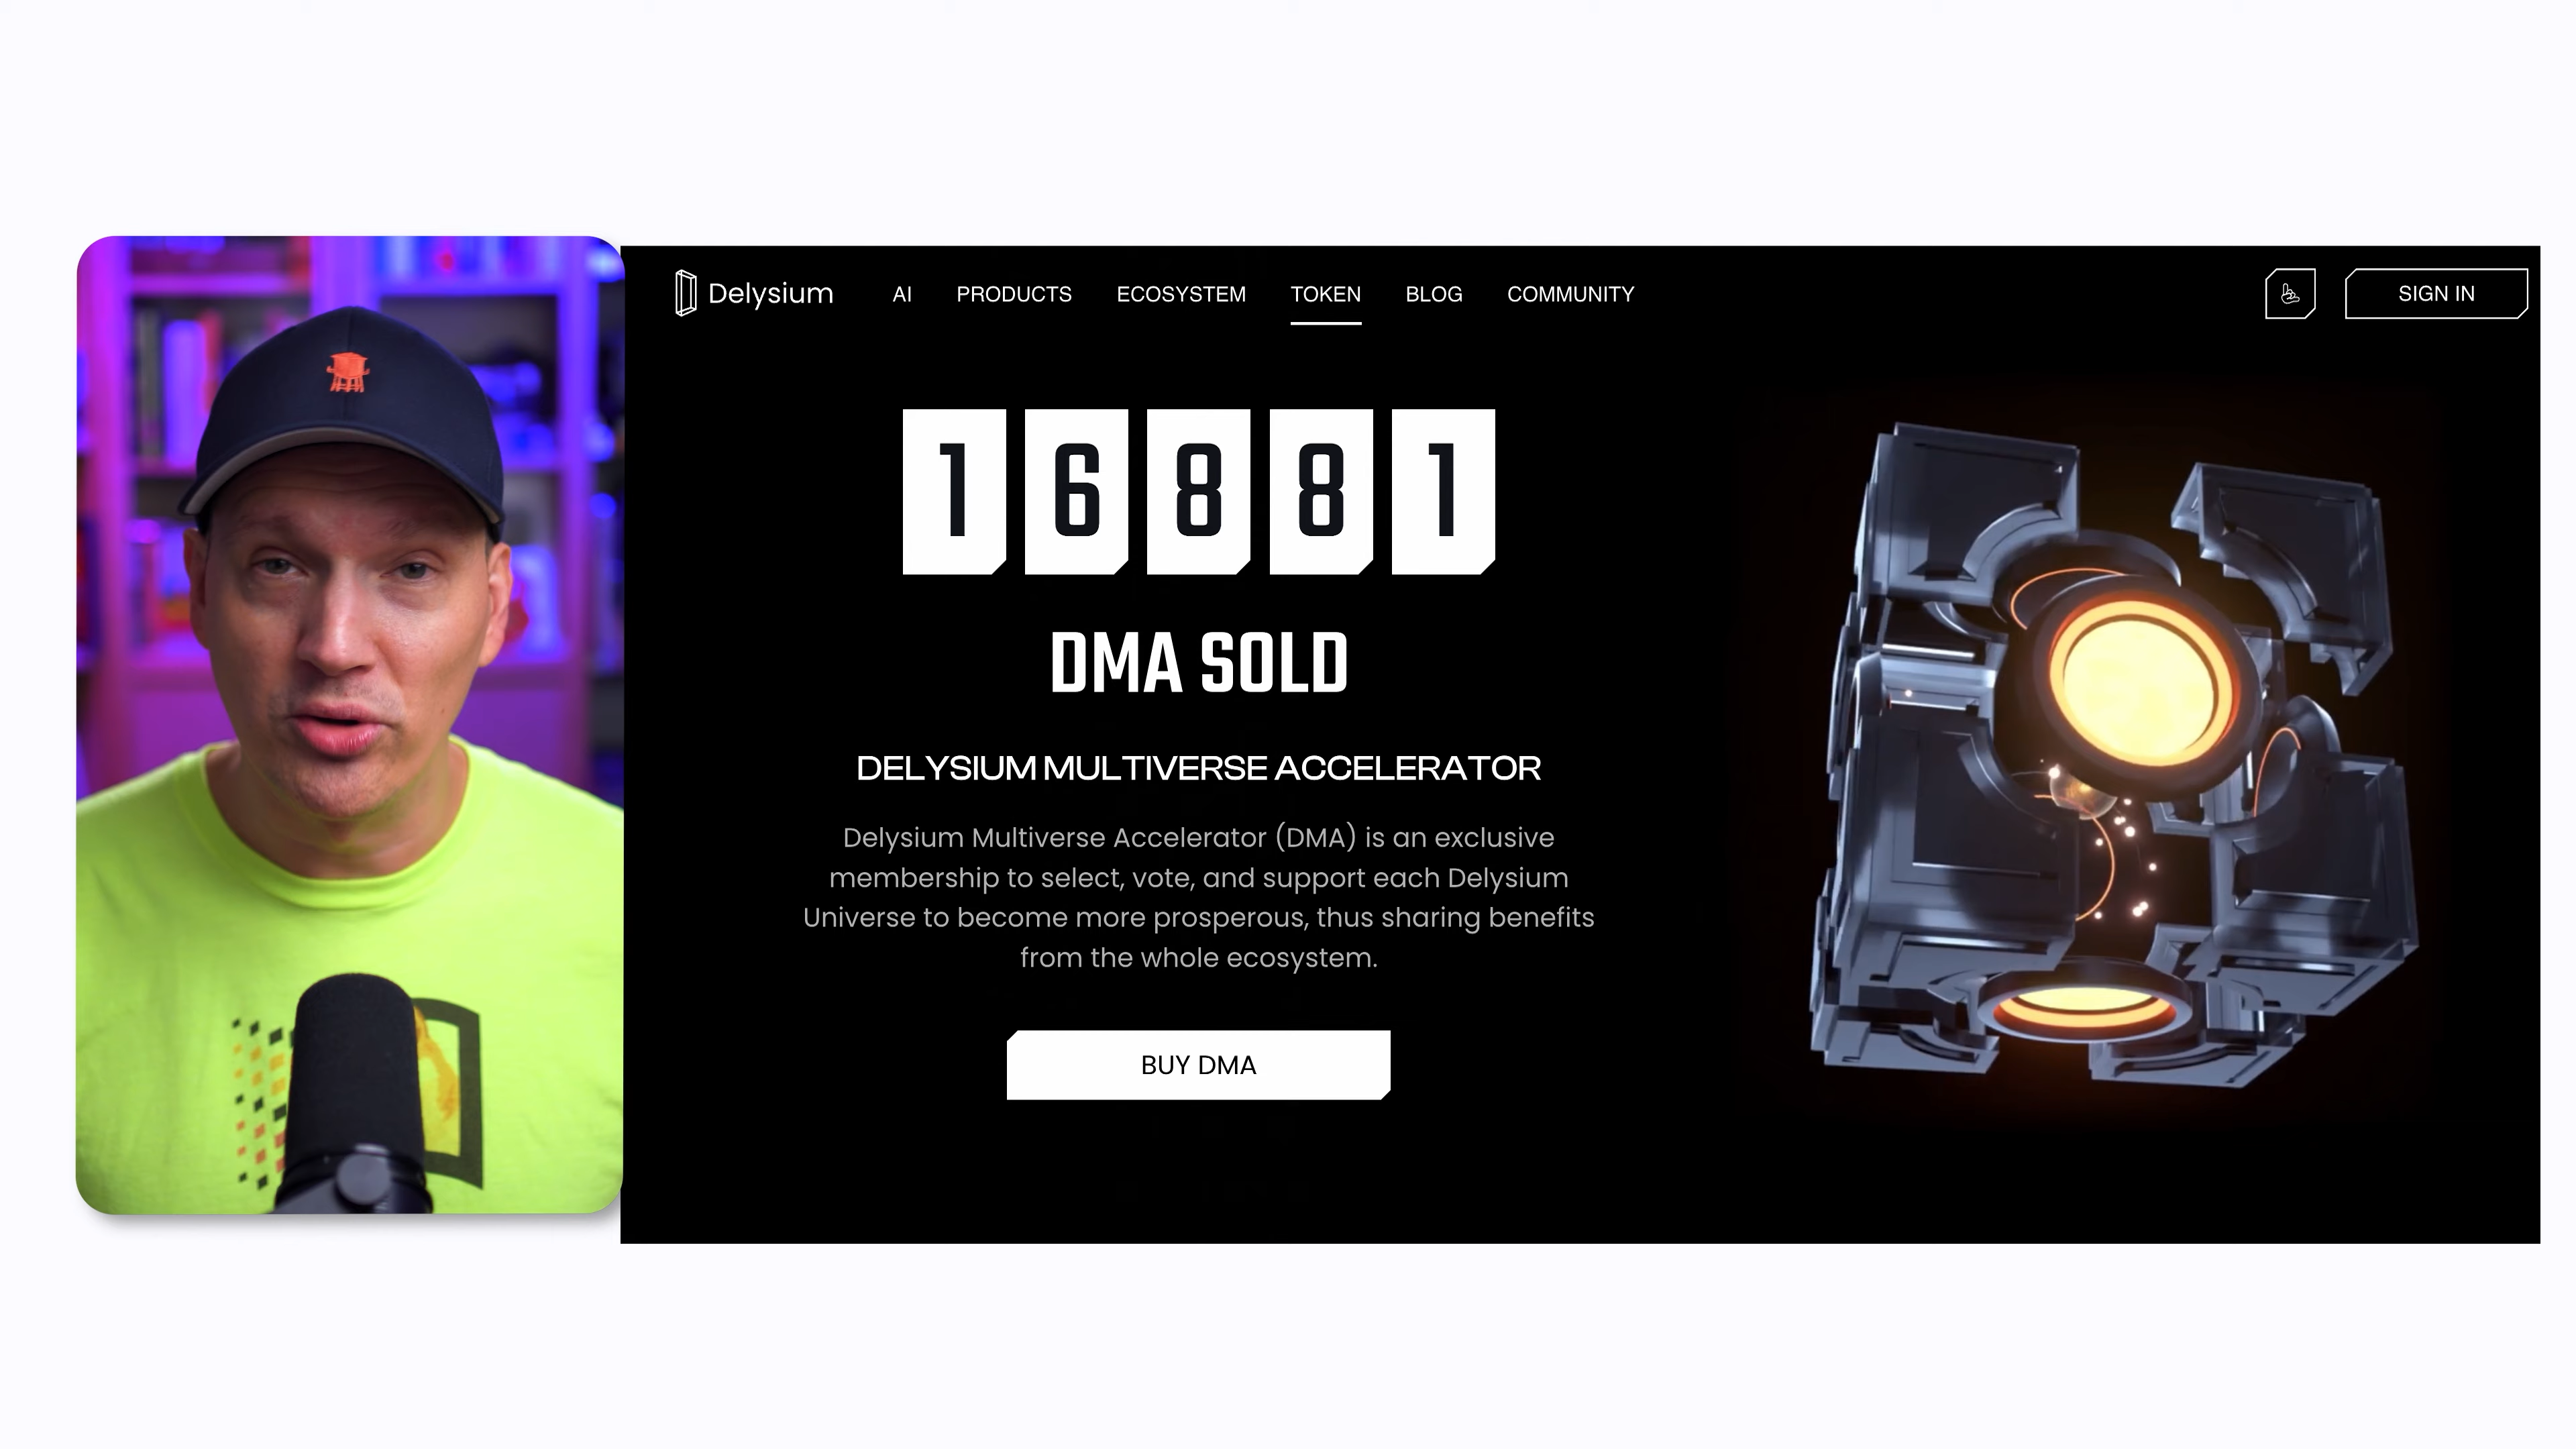 Delysium AI PRODUCTS ECOSYSTEM TOKEN BLOG COMMUNITY SIGN IN
16881
DMA SOLD
DELYSIUM MULTIVERSE ACCELERATOR
Delysium Multiverse Accelerator (DMA) is an exclusive
membership to select, vote, and support each Delysium
Universe to become more prosperous, thus sharing benefits
from the whole ecosystem.
BUY DMA